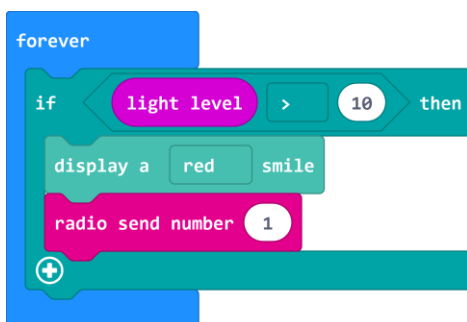 forever
if light level > 10 then
display a red smile
radio send number 1